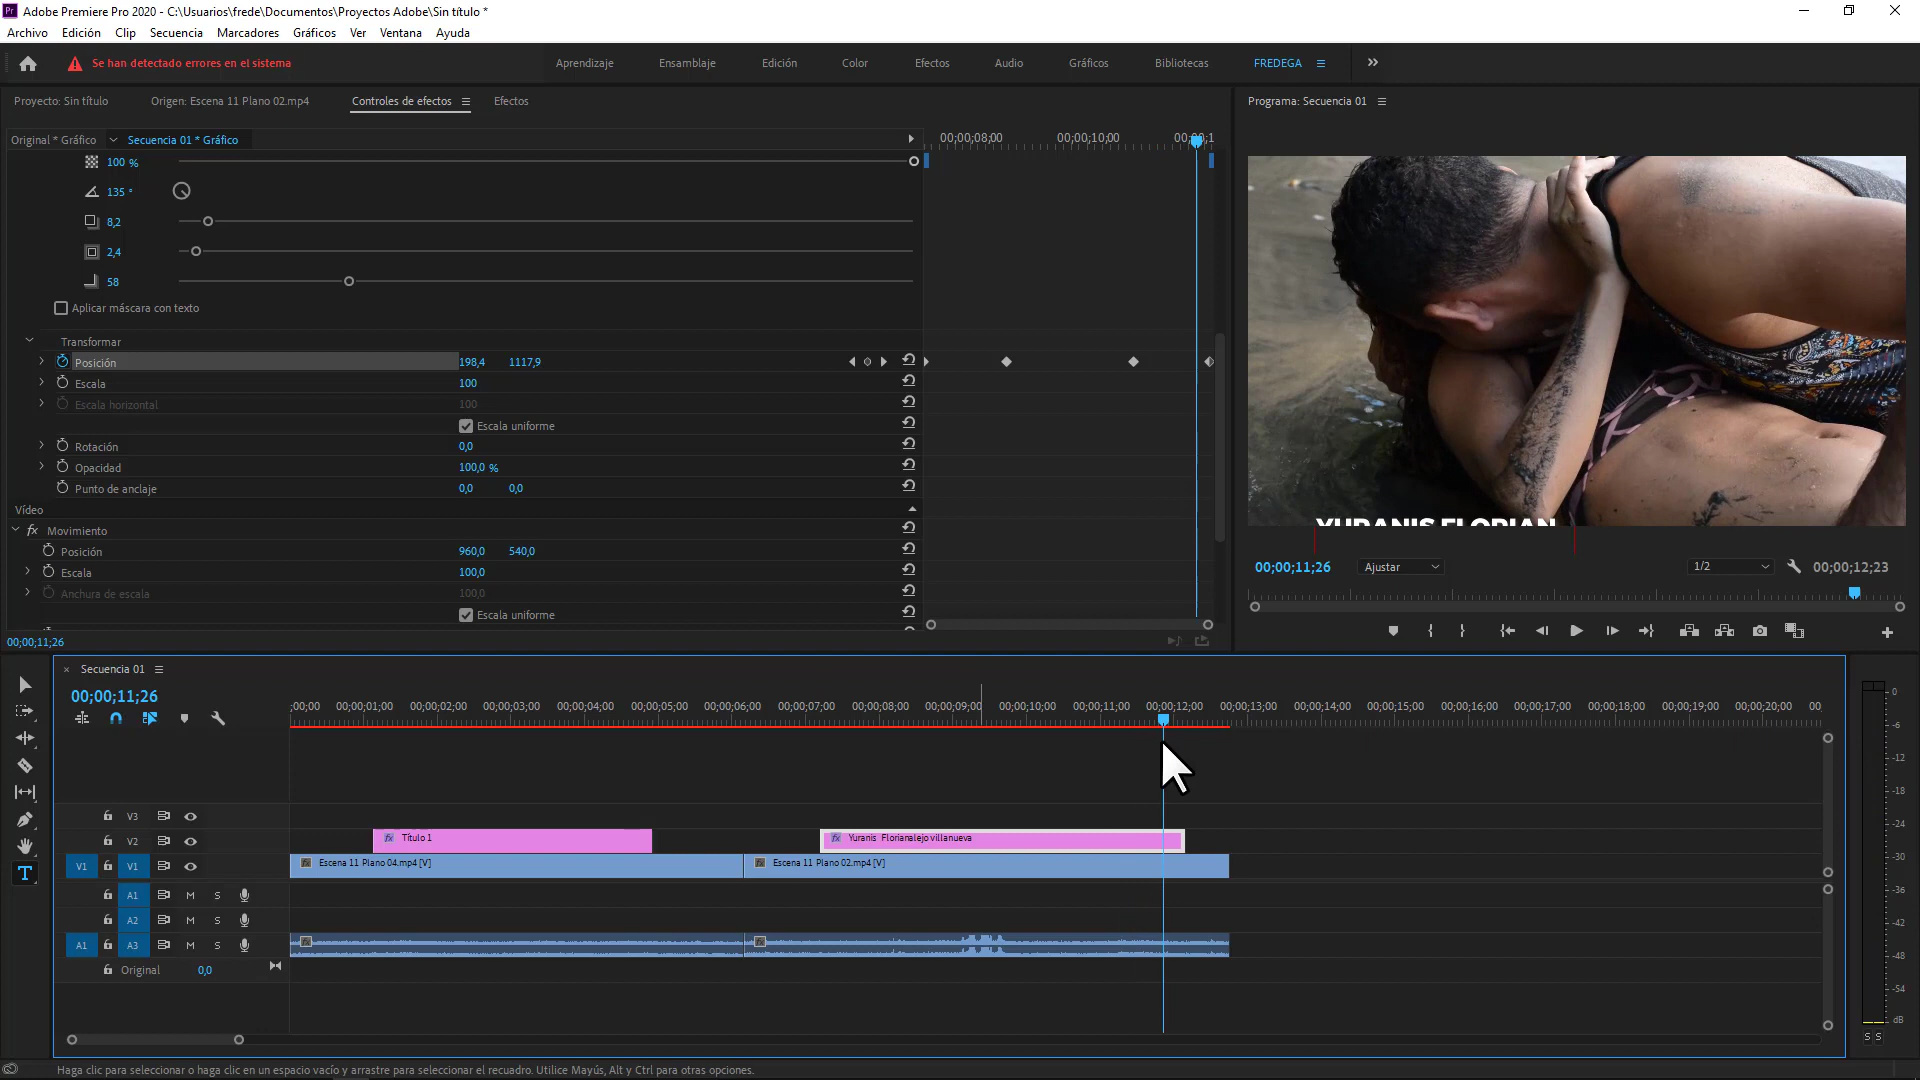 Adobe Premiere Pro 2020 - C:\Usuarios\frede\Documentos\Proyectos Adobe\Sin título *
Archivo Edición Clip Secuencia Marcadores Gráficos Ver Ventana Ayuda
Se han detectado errores en el sistema
Aprendizaje Ensamblaje Edición Color Efectos Audio Gráficos Bibliotecas FREDEGA
Proyecto: Sin título Origen: Escena 11 Plano 02.mp4 Controles de efectos Efectos
Programa: Secuencia 01
Original * Gráfico Secuencia 01 * Gráfico
00;00;08;00 00;00;10;00 00;00;1
100 %
135 °
8,2
2,4
58
Aplicar máscara con texto
Transformar
Posición 198,4 1117,9
Escala 100
Escala horizontal 100
Escala uniforme
Rotación 0,0
Opacidad 100,0 %
Punto de anclaje 0,0 0,0
Vídeo
fx Movimiento
Posición 960,0 540,0
Escala 100,0
Anchura de escala 100,0
Escala uniforme
00;00;11;26
YURANIS FLORIAN
00;00;11;26 Ajustar 1/2 00;00;12;23
Secuencia 01
00;00;11;26
;00;00 00;00;01;00 00;00;02;00 00;00;03;00 00;00;04;00 00;00;05;00 00;00;06;00 00;00;07;00 00;00;08;00 00;00;09;00 00;00;10;00 00;00;11;00 00;00;12;00 00;00;13;00 00;00;14;00 00;00;15;00 00;00;16;00 00;00;17;00 00;00;18;00 00;00;19;00 00;00;20;00 00;
V3
V2 fx Título 1 fx Yuranis Florianalejo villanueva
V1 V1 fx Escena 11 Plano 04.mp4 [V] fx Escena 11 Plano 02.mp4 [V]
A1 M S
A2 M S
A1 A3 M S fx fx
Original 0,0
0
-6
-12
-18
-24
-30
-36
-42
-48
-54
dB
S S
Haga clic para seleccionar o haga clic en un espacio vacío y arrastre para seleccionar el recuadro. Utilice Mayús, Alt y Ctrl para otras opciones.